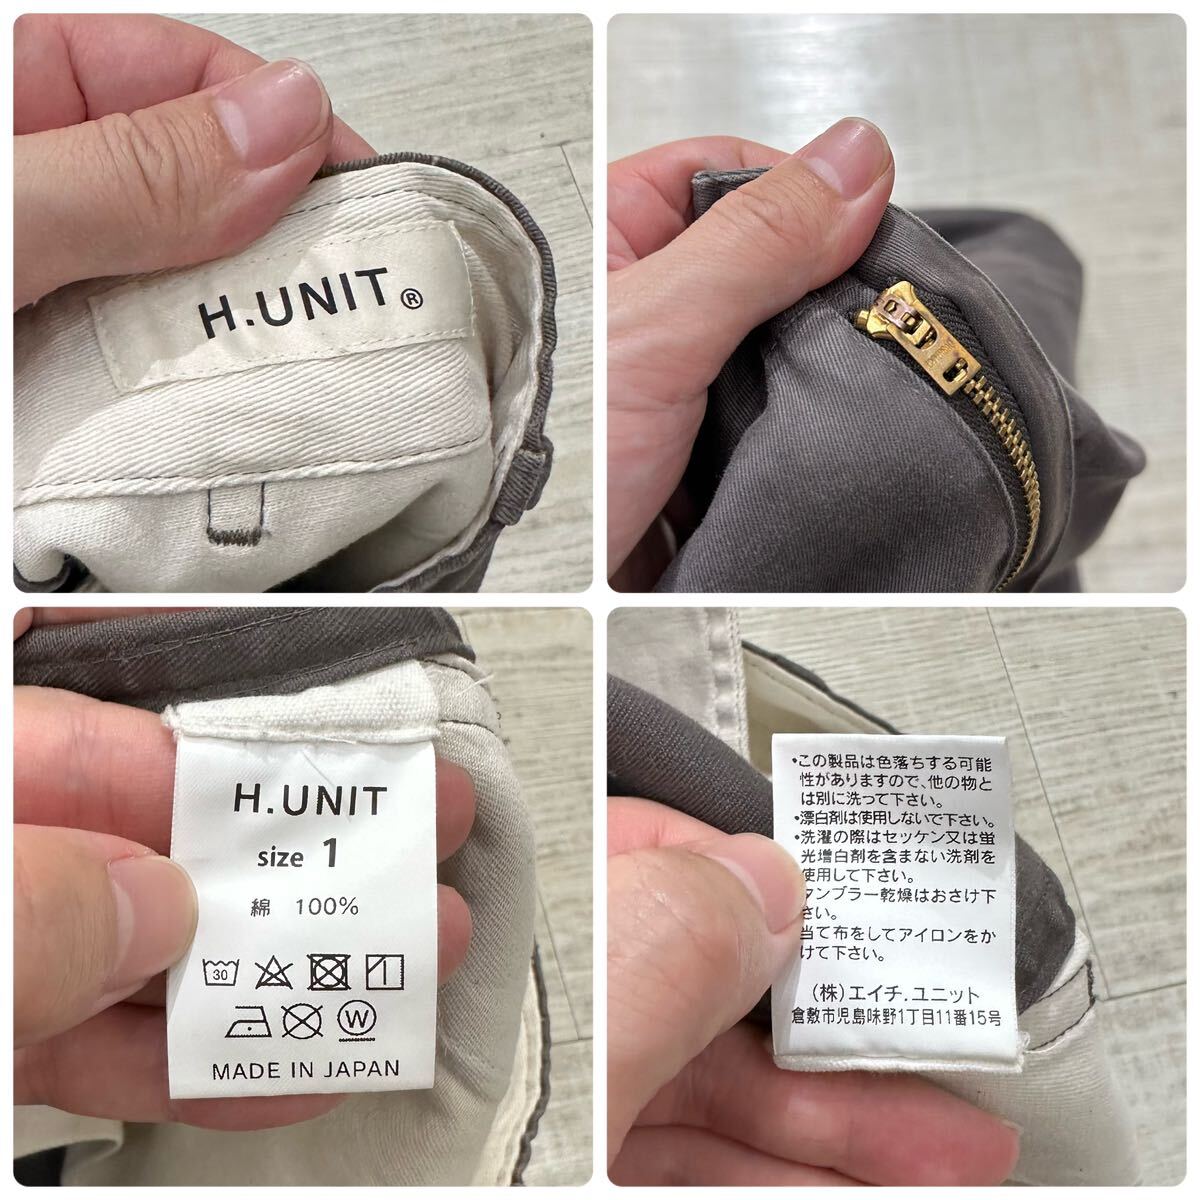 H.UNIT®
H.UNIT
size 1
綿 100%
30
W
MADE IN JAPAN
・この製品は色落ちする可能
性がありますので、他の物と
は別に洗って下さい。
・漂白剤は使用しないで下さい。
・洗濯の際はセッケン又は蛍
光増白剤を含まない洗剤を
使用して下さい。
タンブラー乾燥はおさけ下
さい。
当て布をしてアイロンをか
けて下さい。
(株)エイチ.ユニット
倉敷市児島味野1丁目11番15号